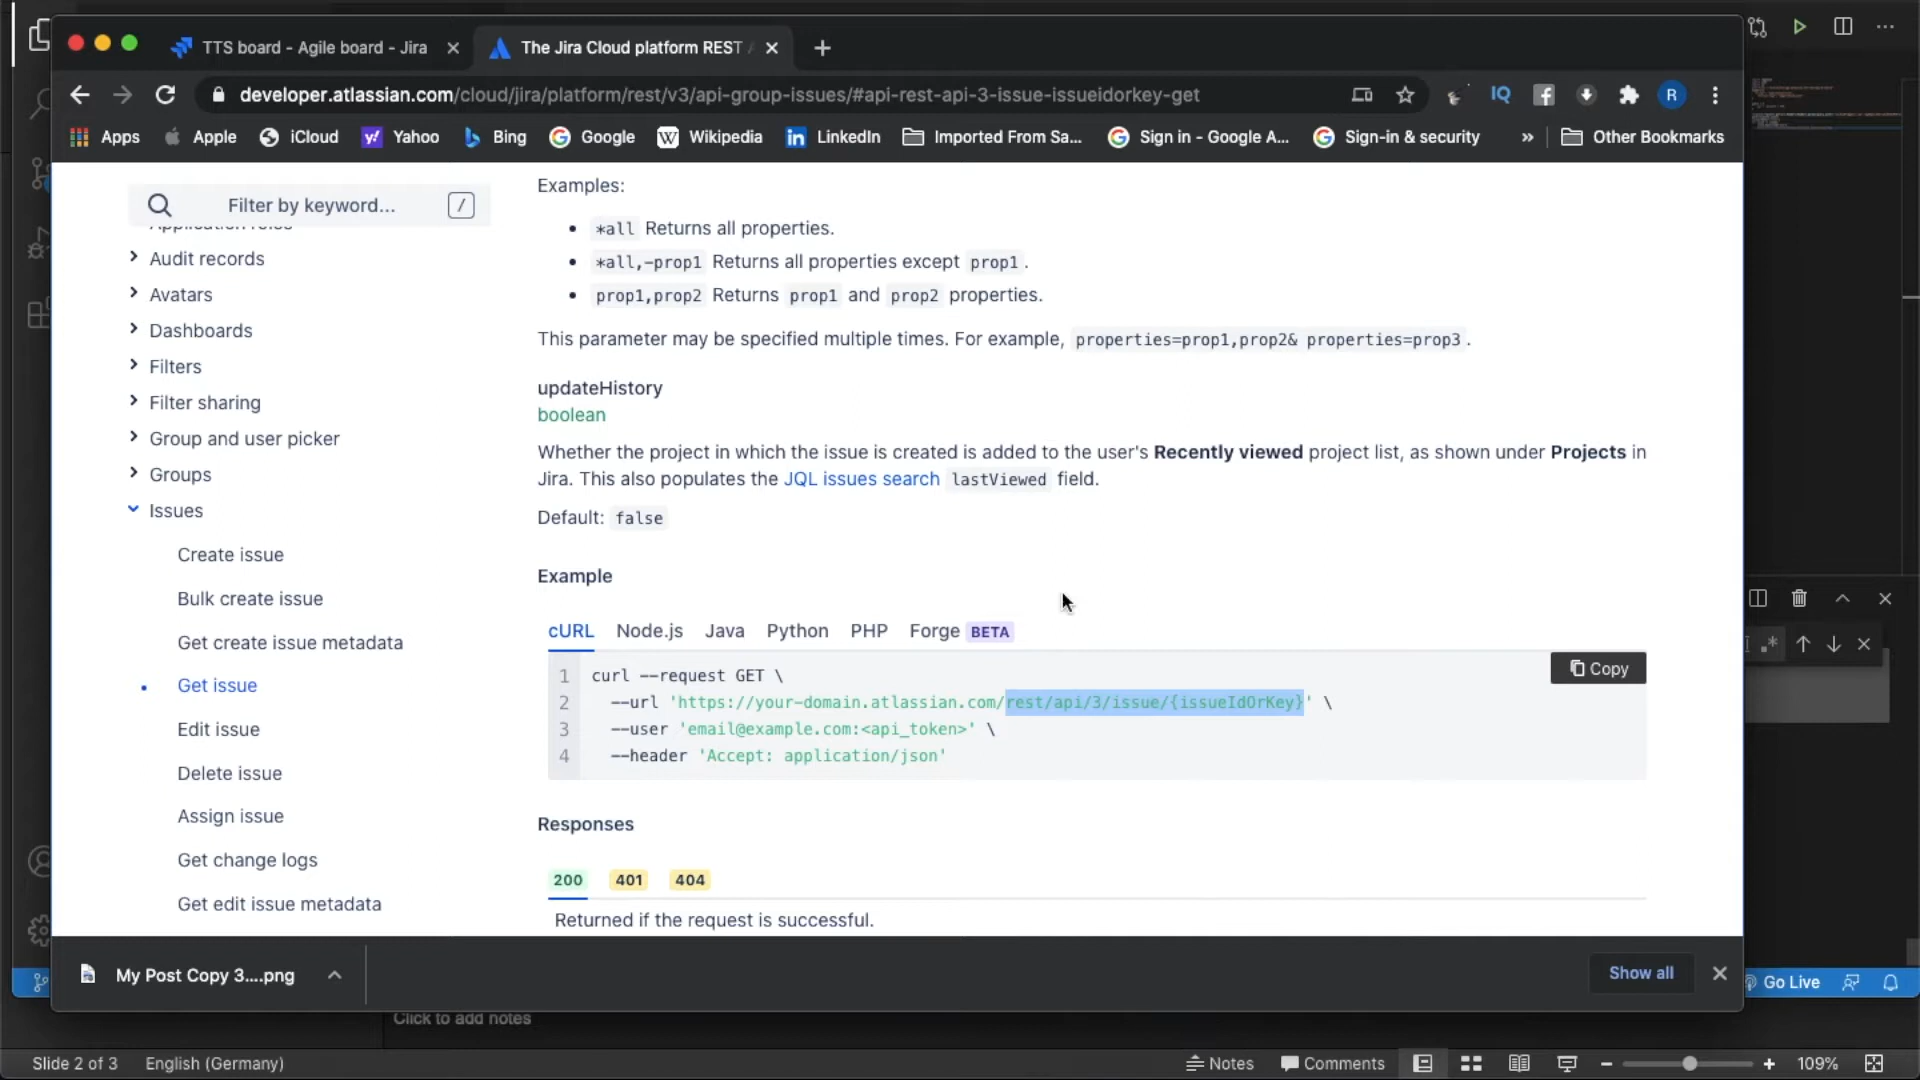 TTS board - Agile board - Jira
The Jira Cloud platform REST
developer.atlassian.com/cloud/jira/platform/rest/v3/api-group-issues/#api-rest-api-3-issue-issueidorkey-get
IQ
R
Apps Apple iCloud Yahoo Bing Google Wikipedia LinkedIn Imported From Sa... Sign in - Google A... Sign-in & security » Other Bookmarks
Filter by keyword... /
Application roles
Audit records
Avatars
Dashboards
Filters
Filter sharing
Group and user picker
Groups
Issues
Create issue
Bulk create issue
Get create issue metadata
Get issue
Edit issue
Delete issue
Assign issue
Get change logs
Get edit issue metadata
Examples:
• *all Returns all properties.
• *all,-prop1 Returns all properties except prop1.
• prop1,prop2 Returns prop1 and prop2 properties.
This parameter may be specified multiple times. For example, properties=prop1,prop2& properties=prop3.
updateHistory
boolean
Whether the project in which the issue is created is added to the user's Recently viewed project list, as shown under Projects in
Jira. This also populates the JQL issues search lastViewed field.
Default: false
Example
cURL Node.js Java Python PHP Forge BETA
Copy
1 curl --request GET \
2 --url 'https://your-domain.atlassian.com/rest/api/3/issue/{issueIdOrKey}' \
3 --user 'email@example.com:<api_token>' \
4 --header 'Accept: application/json'
Responses
200 401 404
Returned if the request is successful.
My Post Copy 3....png
Show all
Go Live
Click to add notes
Slide 2 of 3 English (Germany) Notes Comments 109%